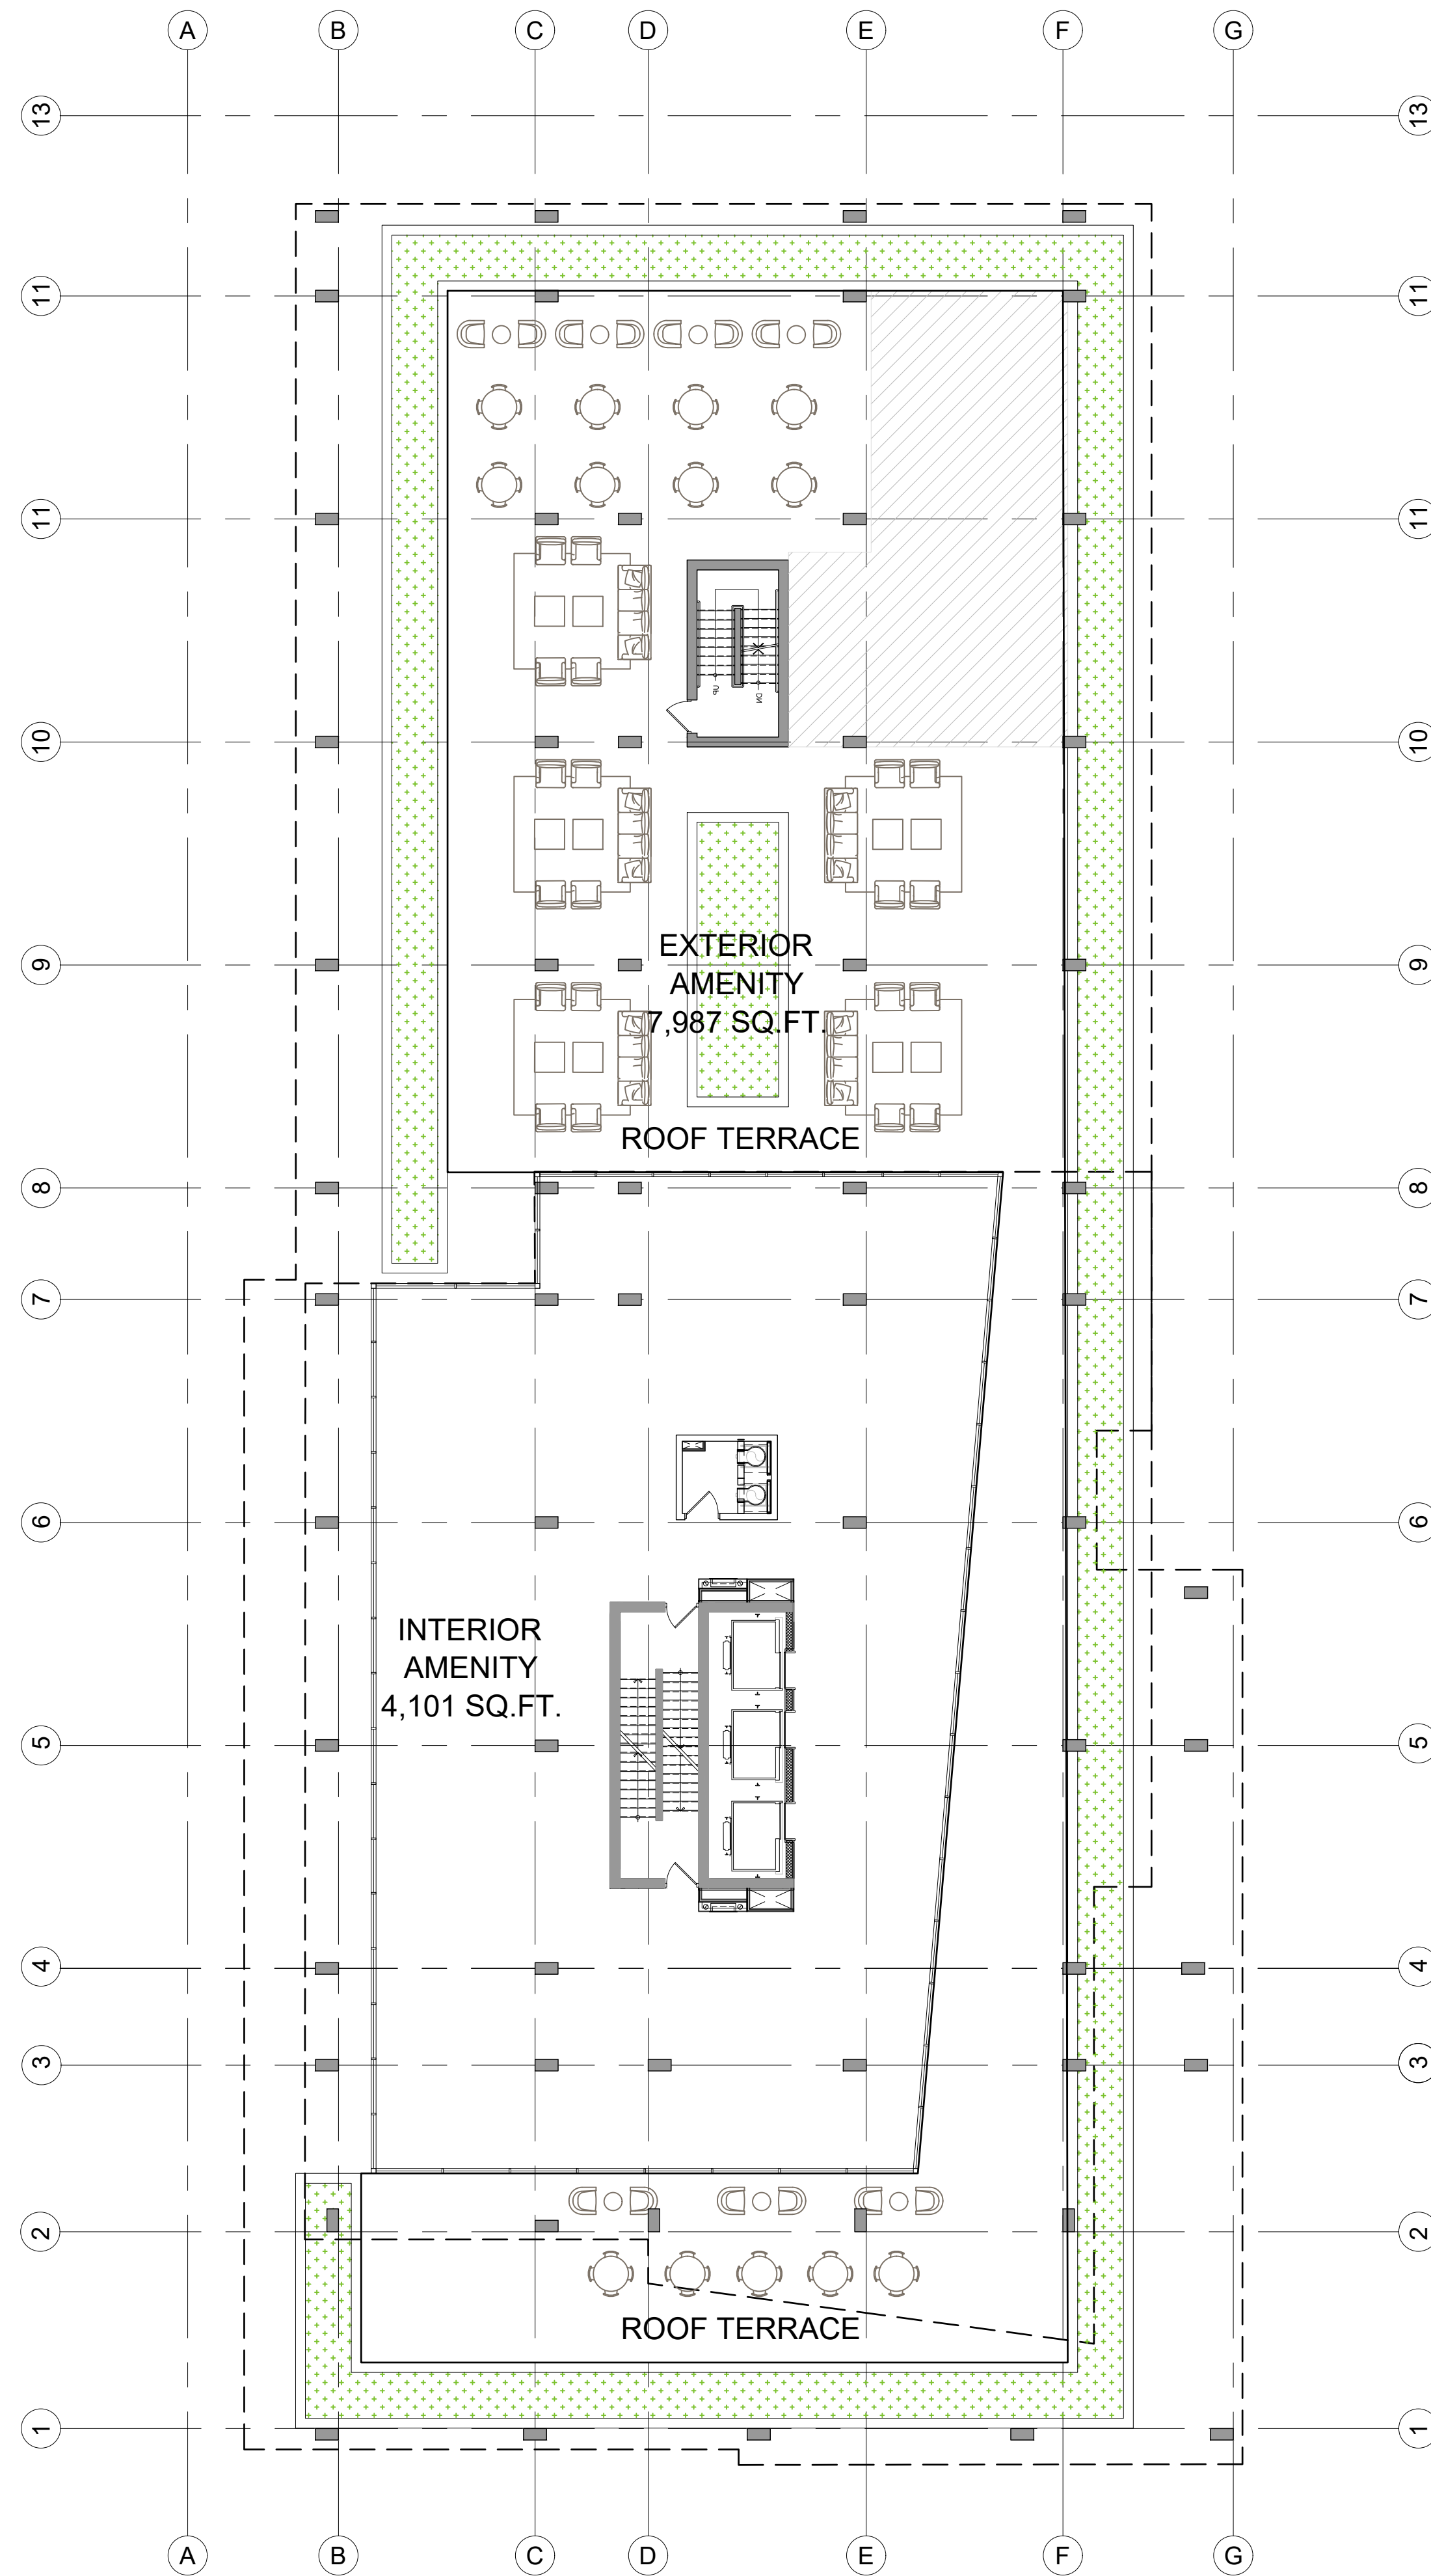 A B C D E F G
13 13
11 11
11 11
UP DN
10 10
EXTERIOR
9 9
AMENITY
7,987 SQ.FT.
ROOF TERRACE
8 8
7 7
6 6
INTERIOR
AMENITY
4,101 SQ.FT.
5 5
4 4
3 3
2 2
ROOF TERRACE
1 1
A B C D E F G